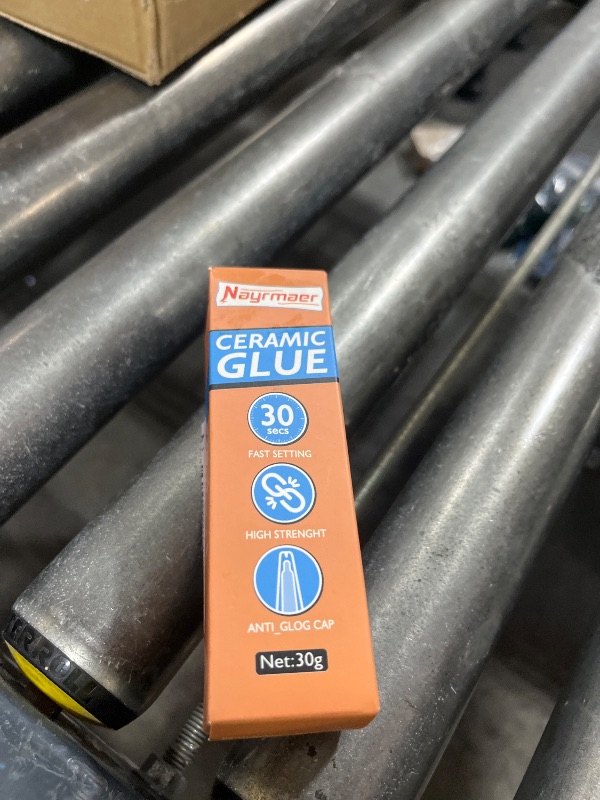 Nayrmaer
CERAMIC
GLUE
30
secs
FAST SETTING
HIGH STRENGHT
ANTI_GLOG CAP
Net:30g